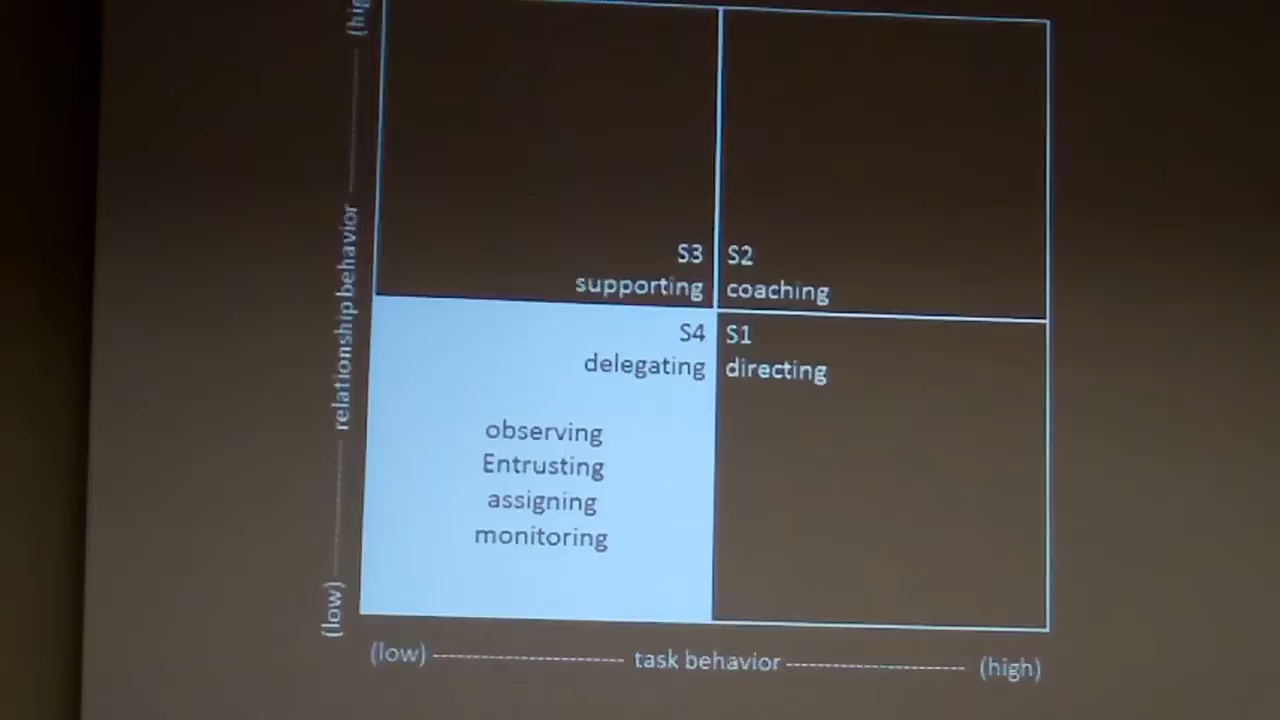 (hig
relationship behavior
(low)
S3
supporting
S2
coaching
S4
delegating
S1
directing
observing
Entrusting
assigning
monitoring
(low) task behavior (high)